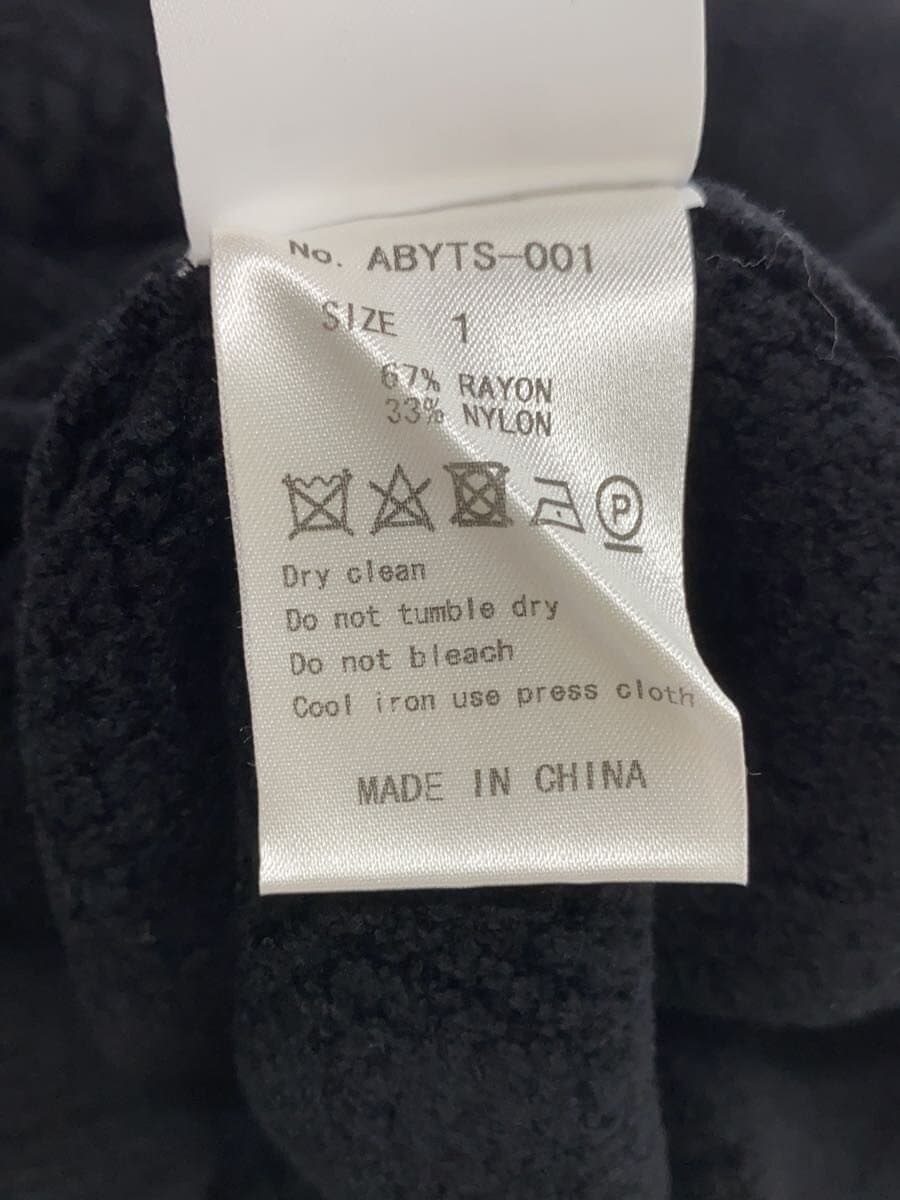 No. ABYTS-001
SIZE 1
67% RAYON
33% NYLON
P
Dry clean
Do not tumble dry
Do not bleach
Cool iron use press cloth
MADE IN CHINA